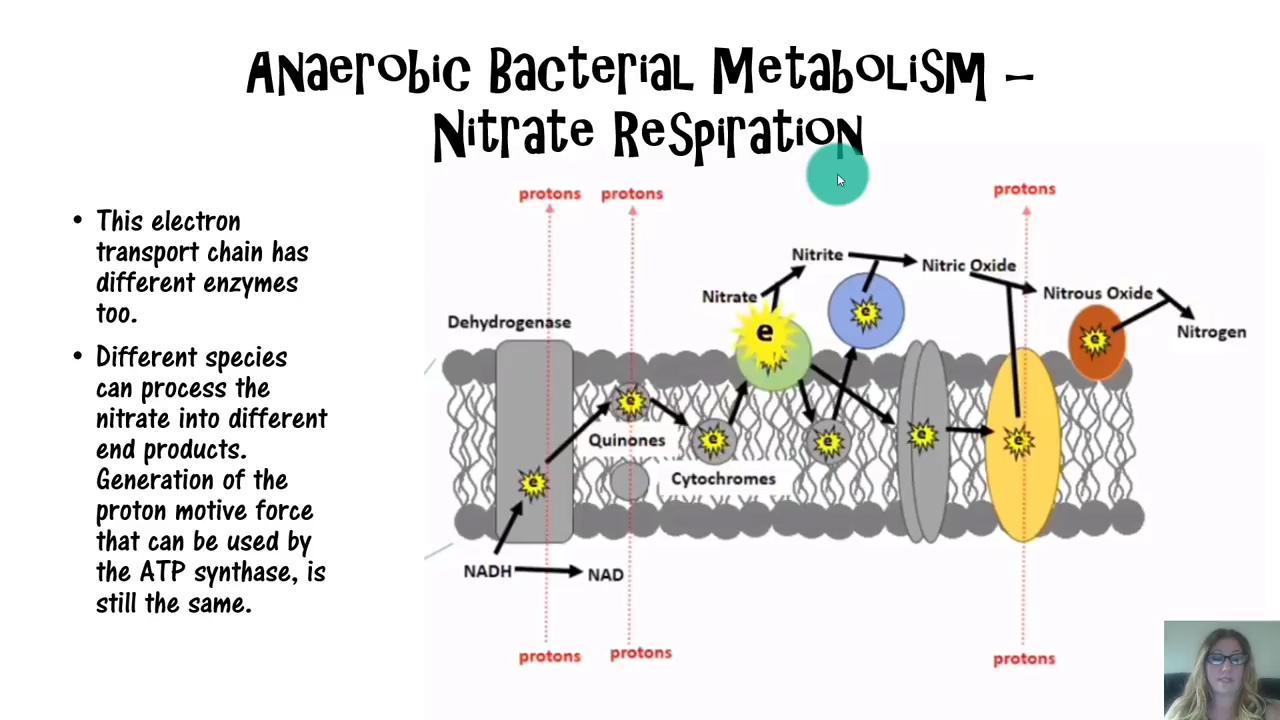 Anaerobic Bacterial Metabolism –
Nitrate Respiration
• This electron
transport chain has
different enzymes
too.
• Different species
can process the
nitrate into different
end products.
Generation of the
proton motive force
that can be used by
the ATP synthase, is
still the same.
protons
protons
protons
Nitrite
Nitric Oxide
Nitrate
Nitrous Oxide
Nitrogen
Dehydrogenase
e
e
e
e
Quinones
e
e
e
e
e
Cytochromes
NADH
NAD
protons
protons
protons